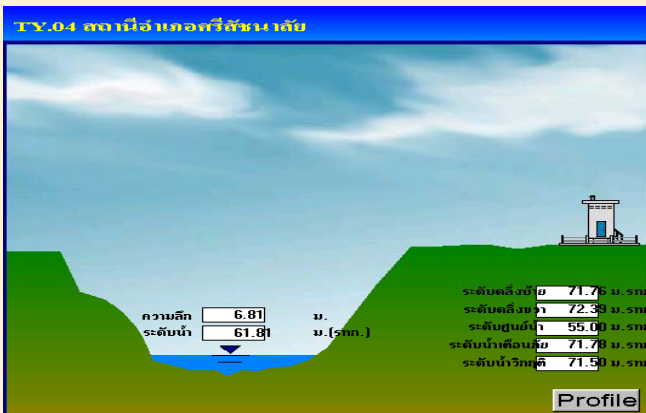 TY.04 สถานีอำเภอศรีสัชนาลัย
ความลึก 6.81 ม.
ระดับน้ำ 61.81 ม.(รทก.)
ระดับตลิ่งซ้าย 71.76 ม.รทก
ระดับตลิ่งขวา 72.39 ม.รทก
ระดับศูนย์น้ำ 55.00 ม.รทก
ระดับน้ำเตือนภัย 71.78 ม.รทก
ระดับน้ำวิกฤติ 71.50 ม.รทก
Profile